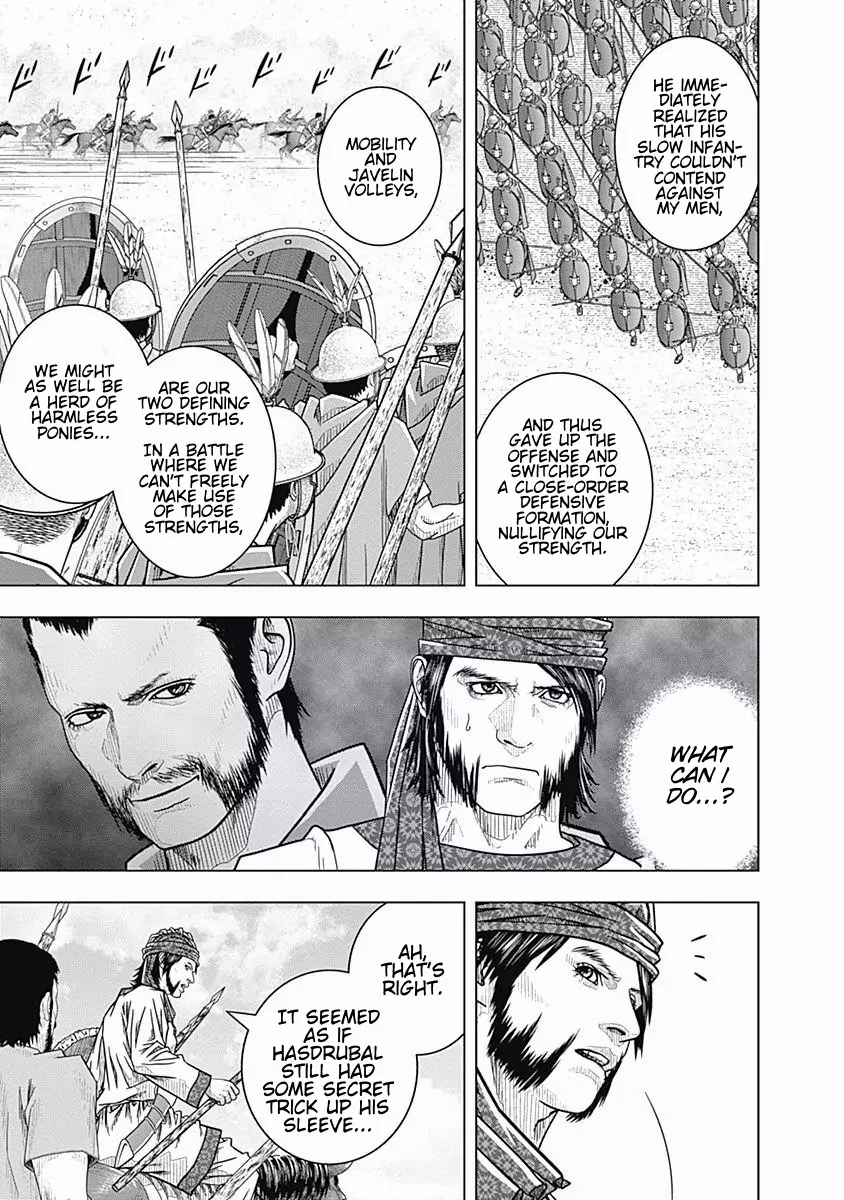 HE IMME-
DIATELY
REALIZED
THAT HIS
SLOW INFAN-
TRY COULDN'T
CONTEND
AGAINST
MY MEN,
AND THUS
GAVE UP THE
OFFENSE AND
SWITCHED TO
A CLOSE-ORDER
DEFENSIVE
FORMATION,
NULLIFYING OUR
STRENGTH.
ドドドドドドド
MOBILITY
AND
JAVELIN
VOLLEYS,
ARE OUR
TWO DEFINING
STRENGTHS.
IN A BATTLE
WHERE WE
CAN'T FREELY
MAKE USE
OF THOSE
STRENGTHS,
WE MIGHT
AS WELL BE
A HERD OF
HARMLESS
PONIES...
WHAT
CAN I
DO...?
AH,
THAT'S
RIGHT.
IT SEEMED
AS IF
HASDRUBAL
STILL HAD
SOME SECRET
TRICK UP HIS
SLEEVE...